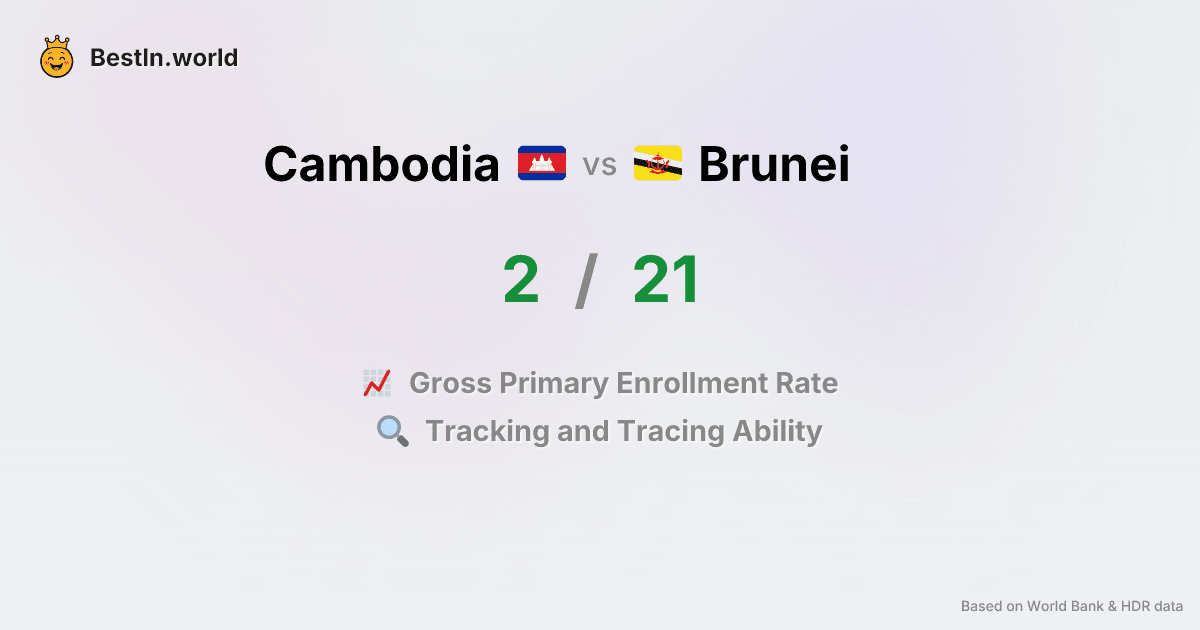 BestIn.world
Cambodia vs Brunei
2 / 21
Gross Primary Enrollment Rate
Tracking and Tracing Ability
Based on World Bank & HDR data